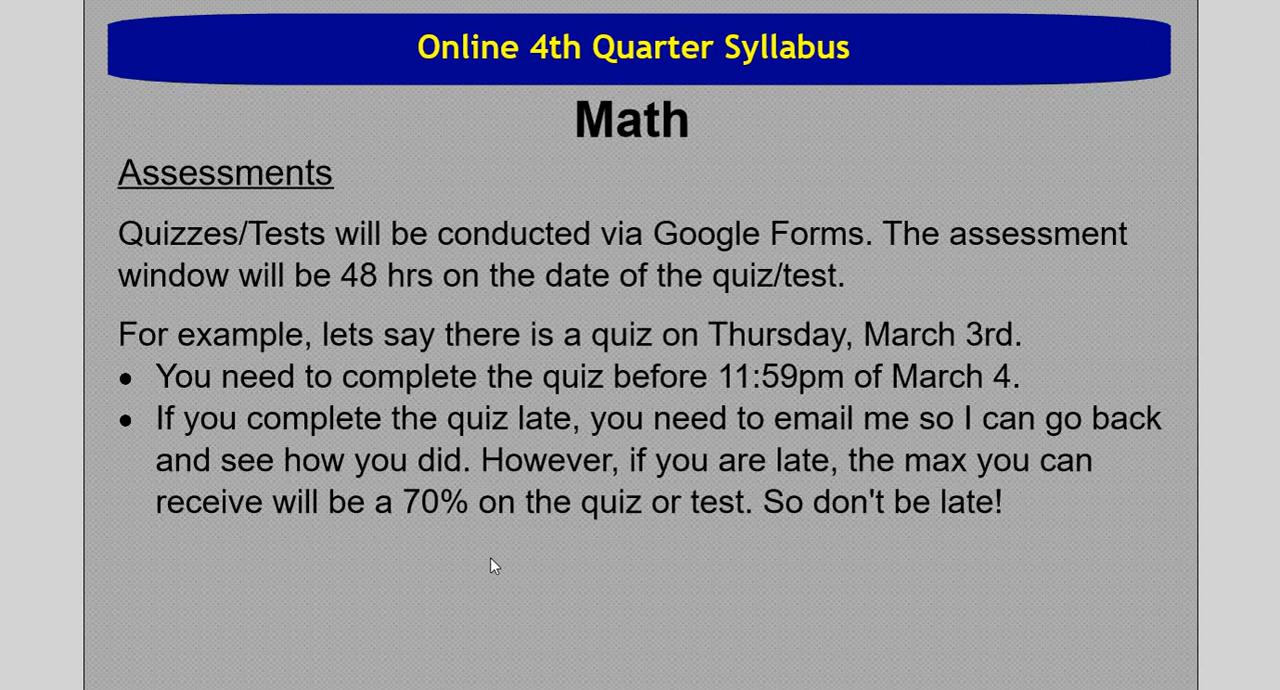 Online 4th Quarter Syllabus
Math
Assessments
Quizzes/Tests will be conducted via Google Forms. The assessment
window will be 48 hrs on the date of the quiz/test.
For example, lets say there is a quiz on Thursday, March 3rd.
• You need to complete the quiz before 11:59pm of March 4.
• If you complete the quiz late, you need to email me so I can go back
and see how you did. However, if you are late, the max you can
receive will be a 70% on the quiz or test. So don't be late!